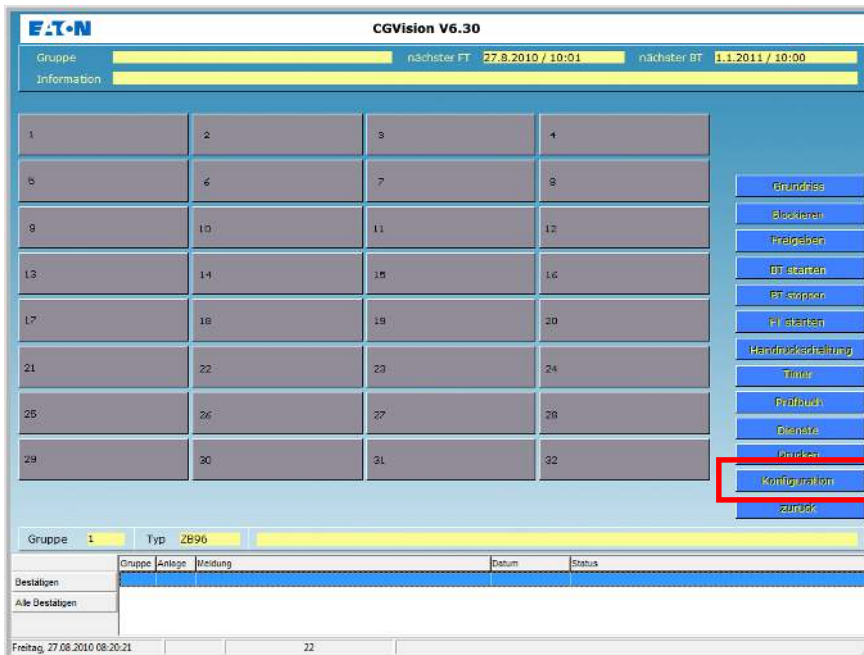 EATON CGVision V6.30
Gruppe nächster FT 27.8.2010 / 10:01 nächster BT 1.1.2011 / 10:00
Information
1 2 3 4
5 6 7 8
9 10 11 12
13 14 15 16
17 18 19 20
21 22 23 24
25 26 27 28
29 30 31 32
Grundriss
Blockieren
Freigeben
BT starten
BT stoppen
FT starten
Handrückschaltung
Timer
Prüfbuch
Dienste
Drucken
Konfiguration
zurück
Gruppe 1 Typ ZB96
Gruppe Anlage Meldung Datum Status
Bestätigen
Alle Bestätigen
Freitag, 27.08.2010 08:20:21 22